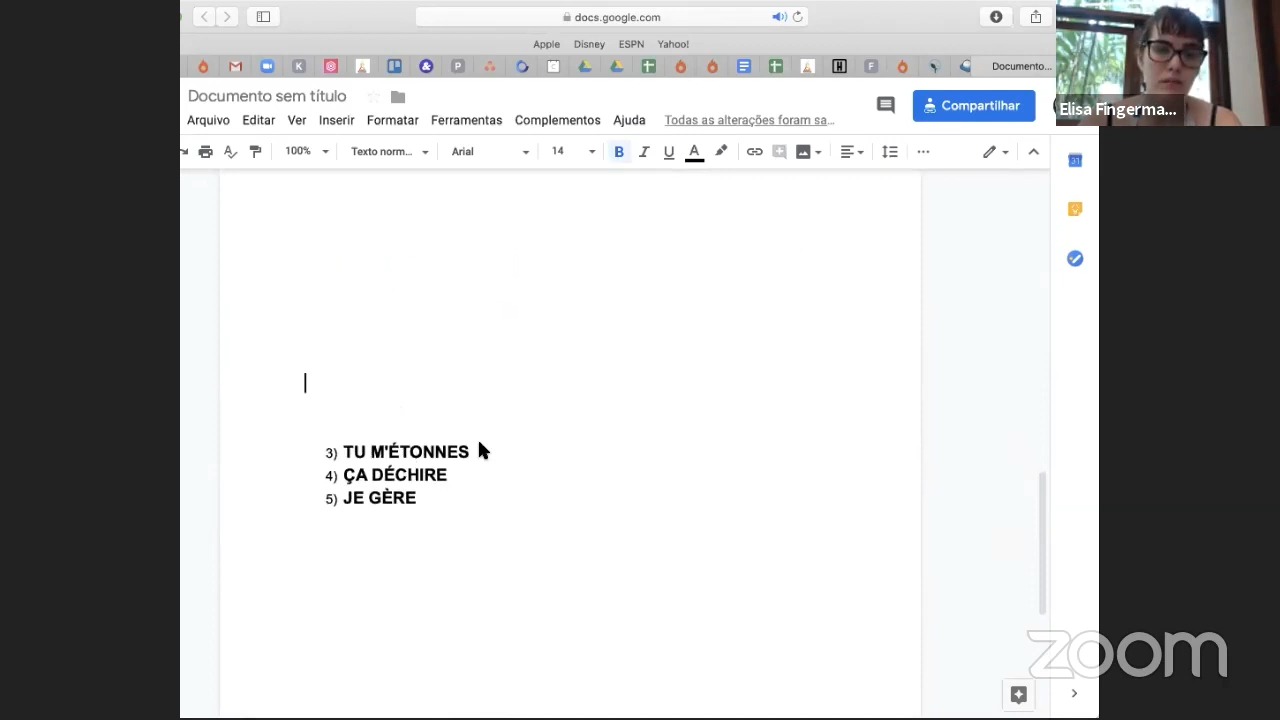 docs.google.com
Apple Disney ESPN Yahoo!
Documento...
Documento sem título
Compartilhar
Elisa Fingerma...
Arquivo Editar Ver Inserir Formatar Ferramentas Complementos Ajuda Todas as alterações foram sa...
100% Texto norm... Arial 14 B I U A
31
3) TU M'ÉTONNES
4) ÇA DÉCHIRE
5) JE GÈRE
zoom